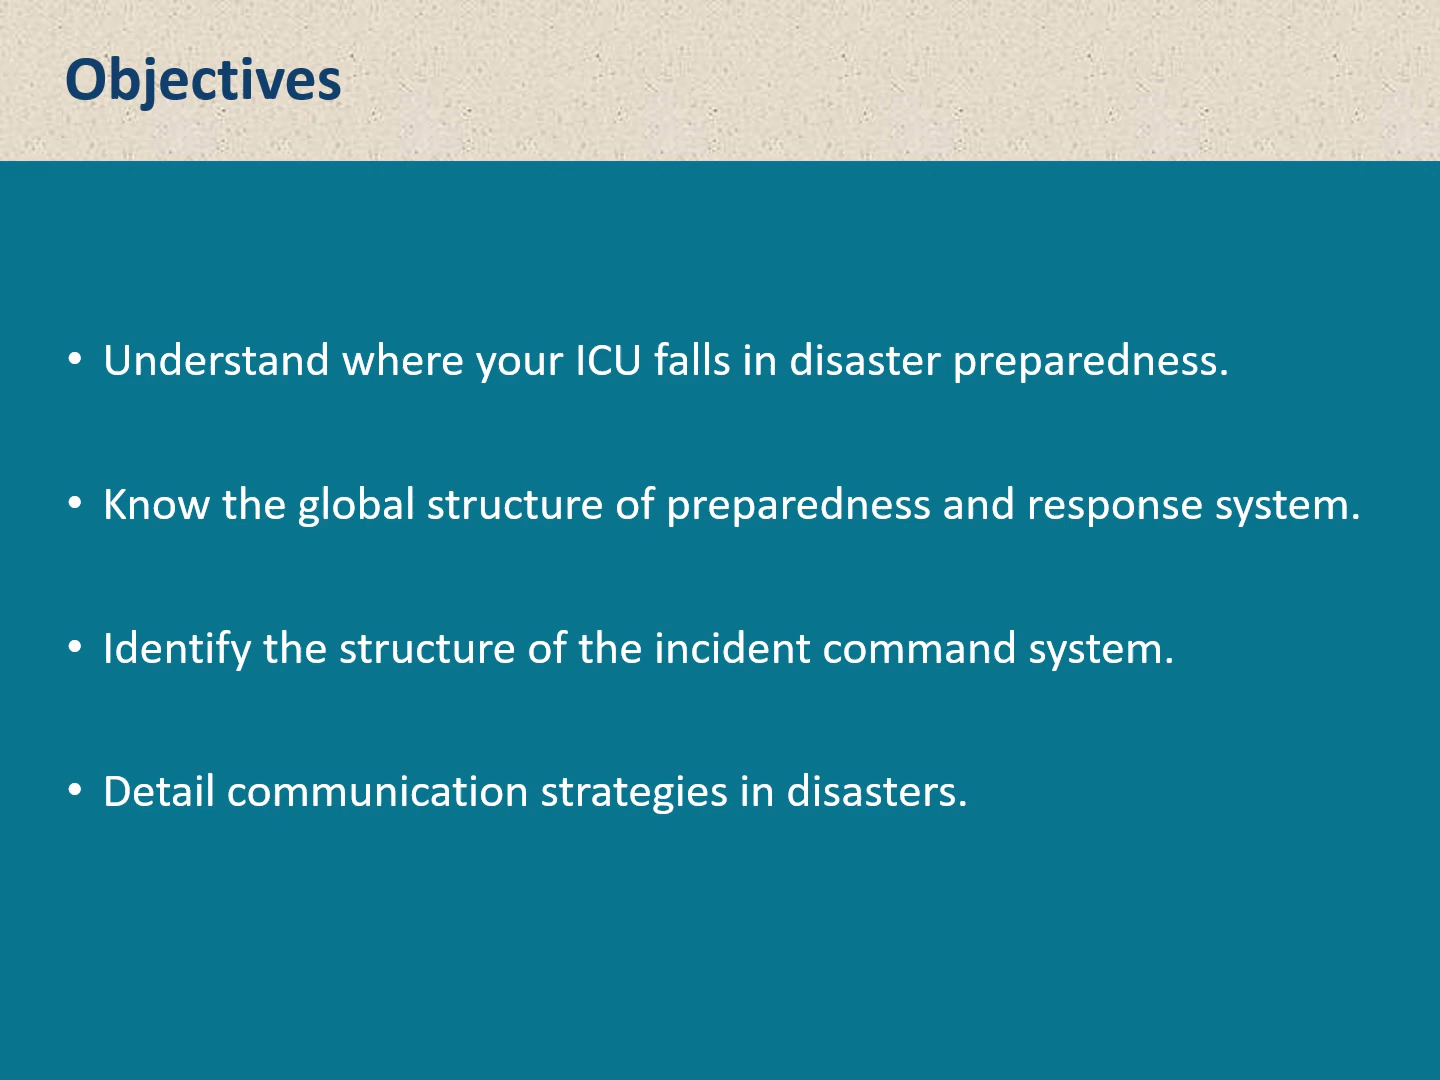 Objectives
• Understand where your ICU falls in disaster preparedness.
• Know the global structure of preparedness and response system.
• Identify the structure of the incident command system.
• Detail communication strategies in disasters.